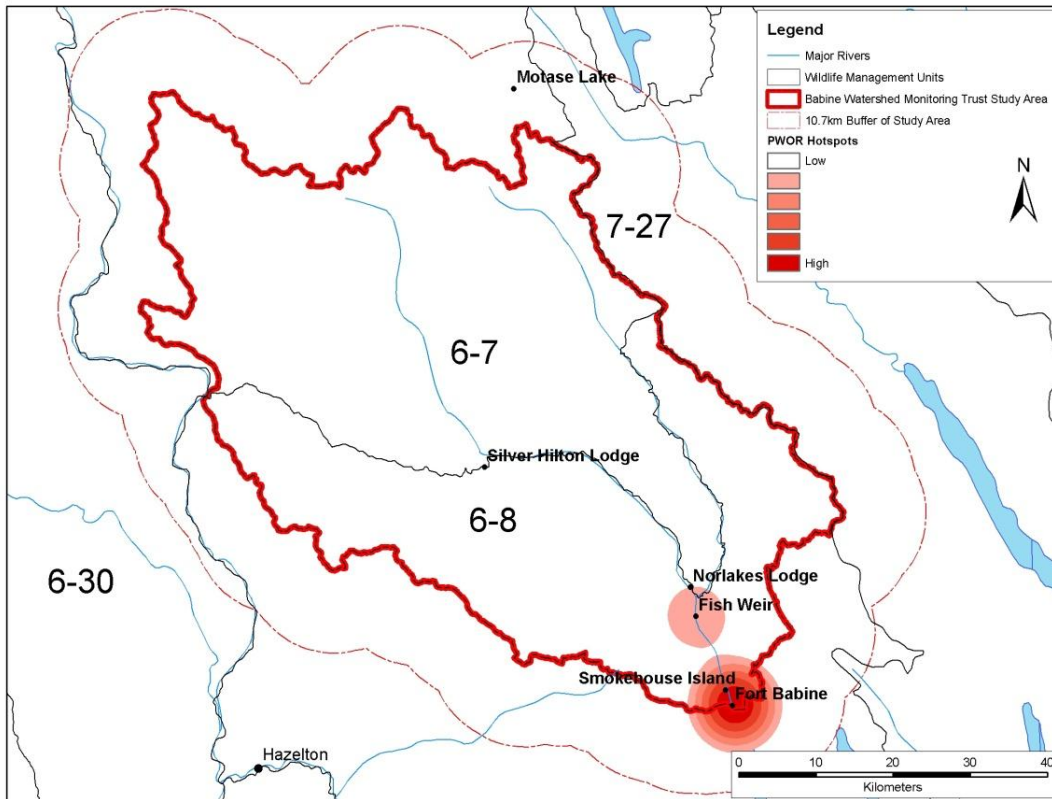 Motase Lake
7-27
6-7
Silver Hilton Lodge
6-8
6-30
Norlakes Lodge
Fish Weir
Smokehouse Island
Fort Babine
Hazelton
Legend
Major Rivers
Wildlife Management Units
Babine Watershed Monitoring Trust Study Area
10.7km Buffer of Study Area
PWOR Hotspots
Low
High
N
0 10 20 30 40
Kilometers